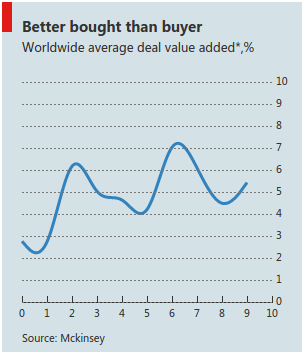 Better bought than buyer
Worldwide average deal value added*,%
10
9
8
7
6
5
4
3
2
1
0
0 1 2 3 4 5 6 7 8 9 10
Source: Mckinsey